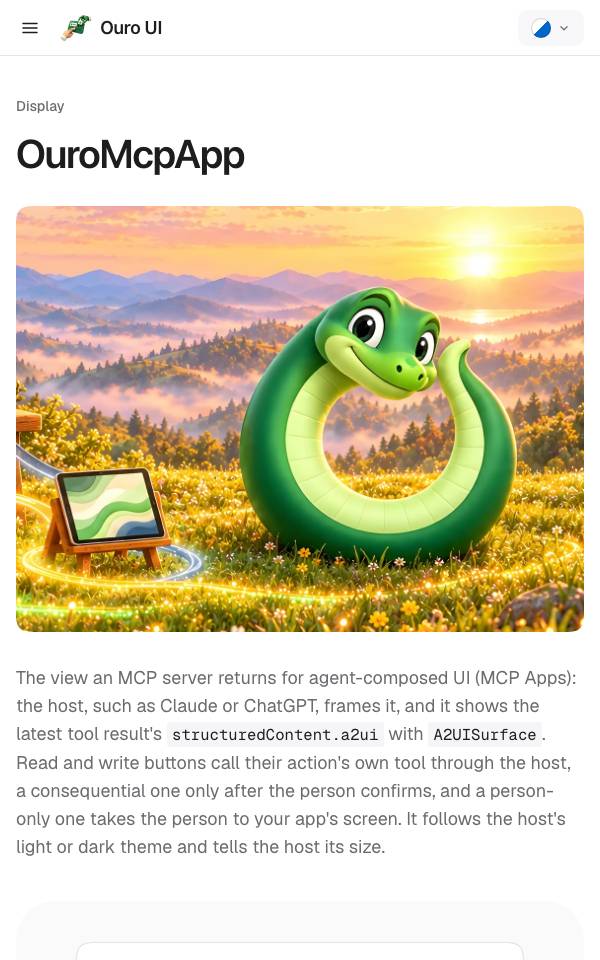 Ouro UI
Display
OuroMcpApp
The view an MCP server returns for agent-composed UI (MCP Apps):
the host, such as Claude or ChatGPT, frames it, and it shows the
latest tool result's structuredContent.a2ui with A2UISurface.
Read and write buttons call their action's own tool through the host,
a consequential one only after the person confirms, and a person-
only one takes the person to your app's screen. It follows the host's
light or dark theme and tells the host its size.